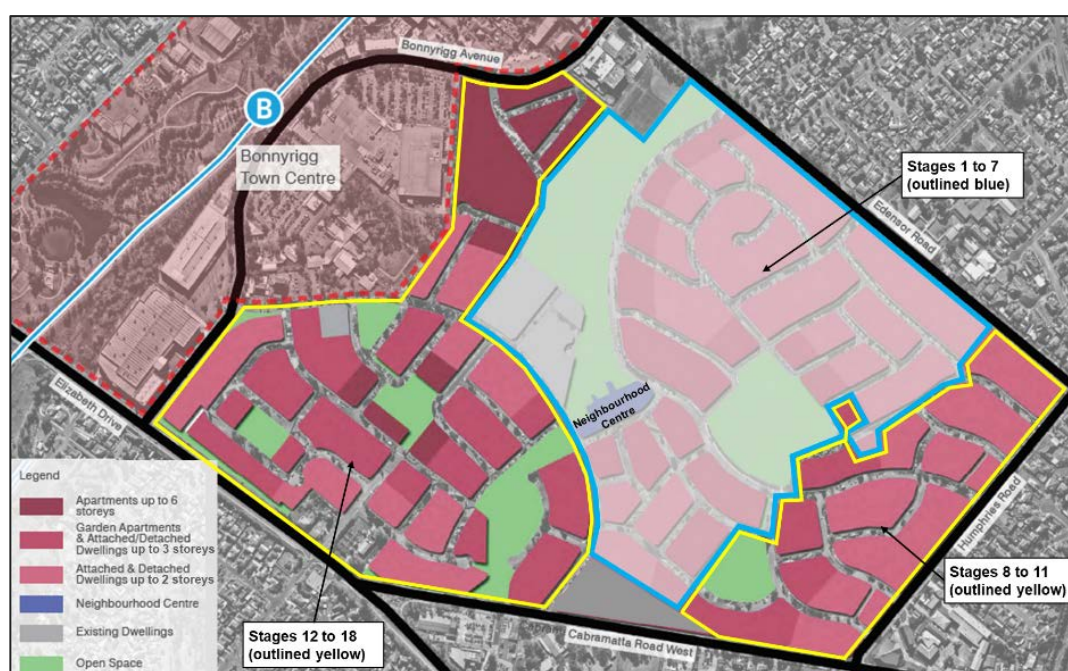 Bonnyrigg Avenue
B
Bonnyrigg
Town Centre
Stages 1 to 7
(outlined blue)
Edensor Road
Neighbourhood
Centre
Elizabeth Drive
Humphries Road
Legend
Apartments up to 6
storeys
Garden Apartments
& Attached/Detached
Dwellings up to 3 storeys
Attached & Detached
Dwellings up to 2 storeys
Neighbourhood Centre
Existing Dwellings
Open Space
Stages 12 to 18
(outlined yellow)
Stages 8 to 11
(outlined yellow)
Cabramatta Road West